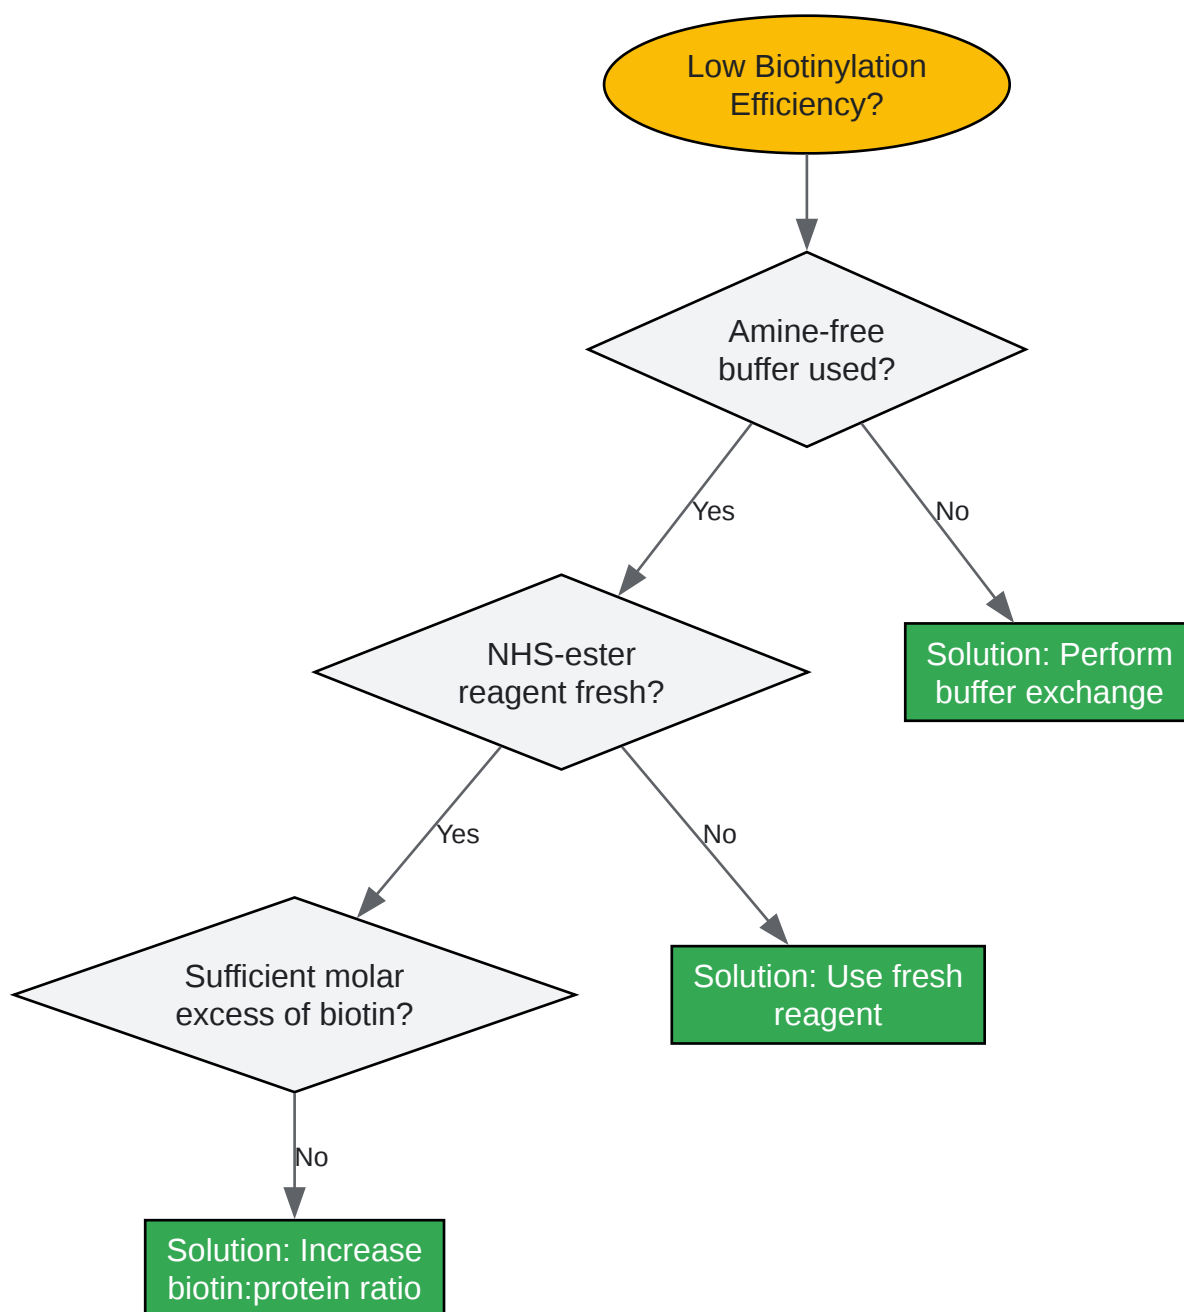 Low Biotinylation
Efficiency?
Amine-free
buffer used?
Yes
No
NHS-ester
reagent fresh?
Solution: Perform
buffer exchange
Yes
No
Sufficient molar
excess of biotin?
Solution: Use fresh
reagent
No
Solution: Increase
biotin:protein ratio